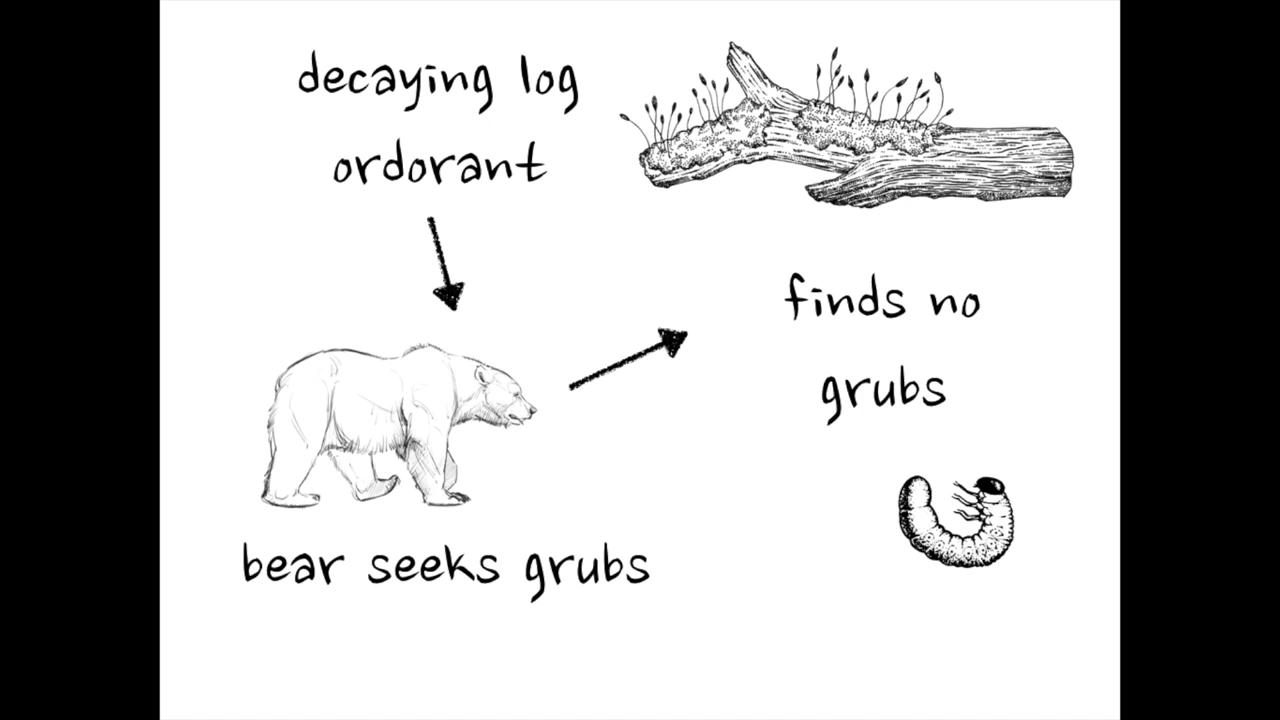 decaying log
ordorant
finds no
grubs
bear seeks grubs